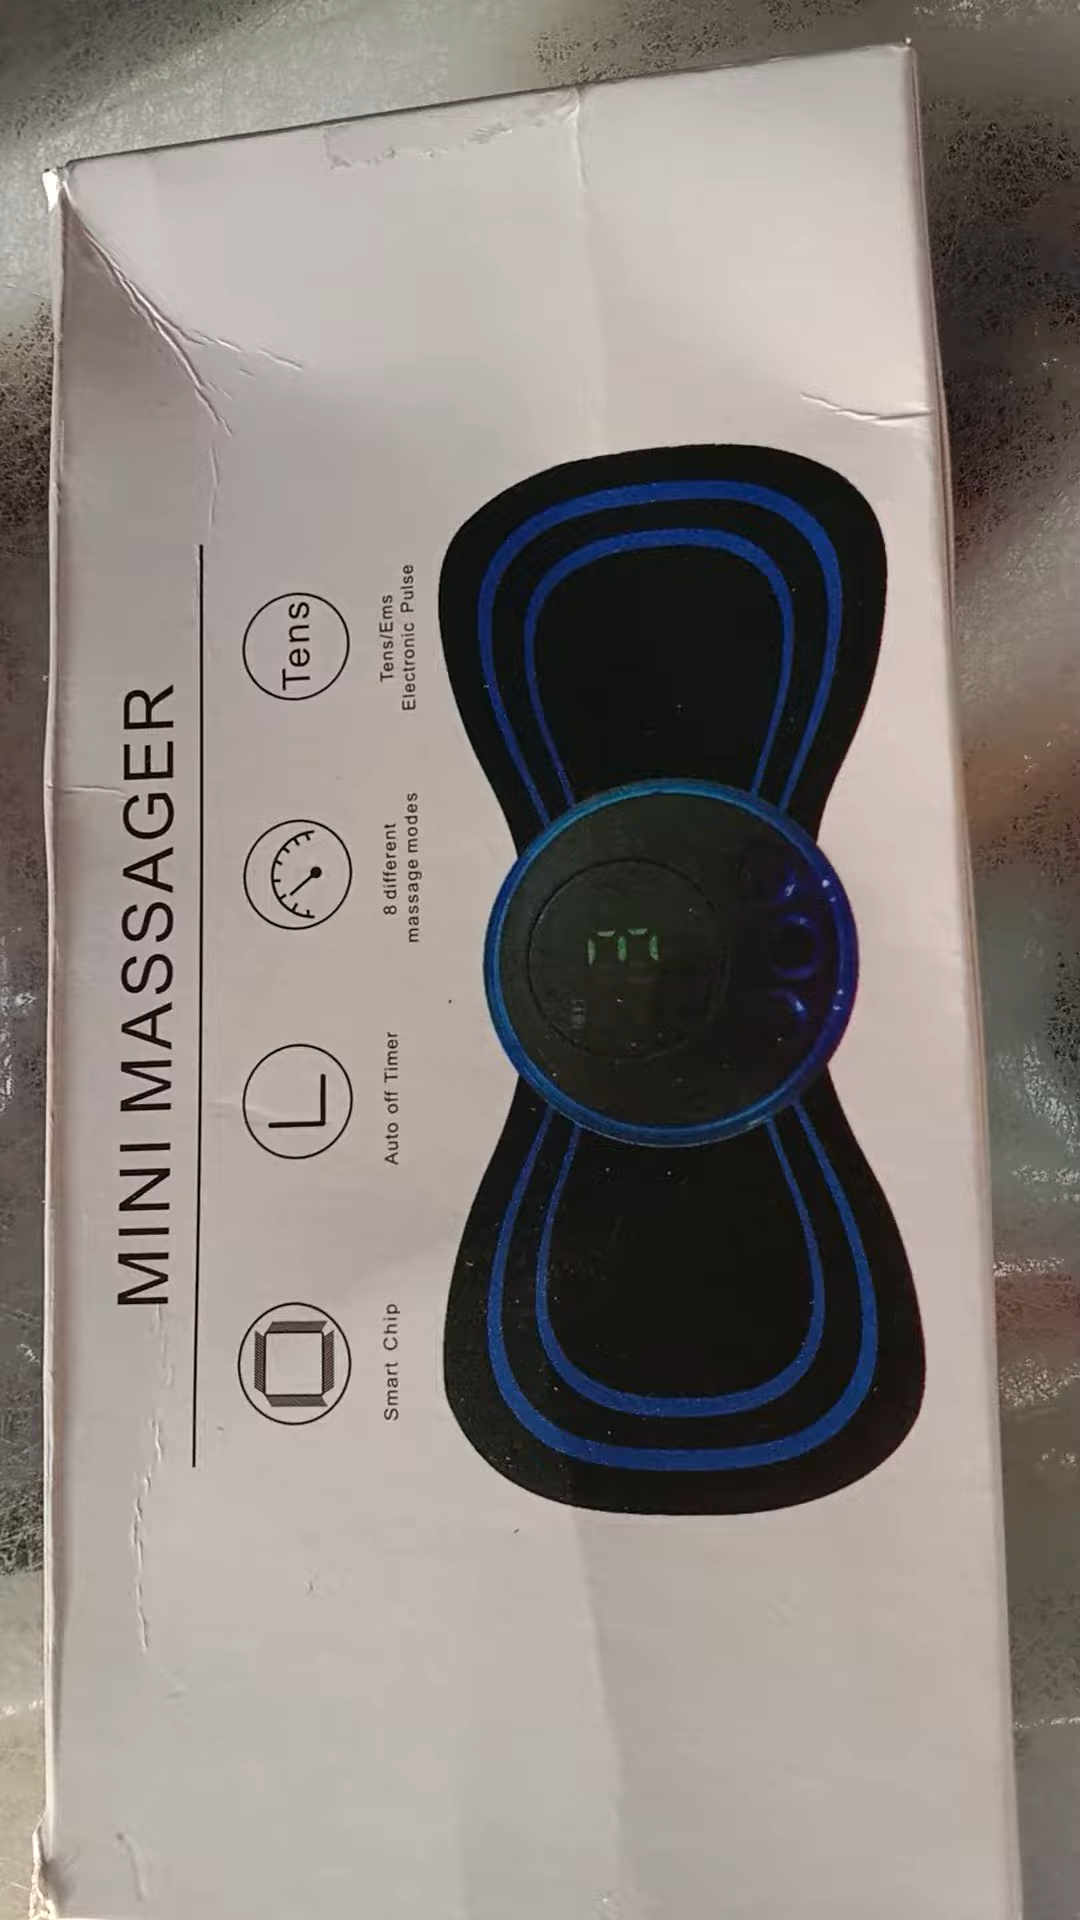 MINI MASSAGER
Smart Chip
Auto off Timer
8 different
massage modes
Tens
Tens/Ems
Electronic Pulse